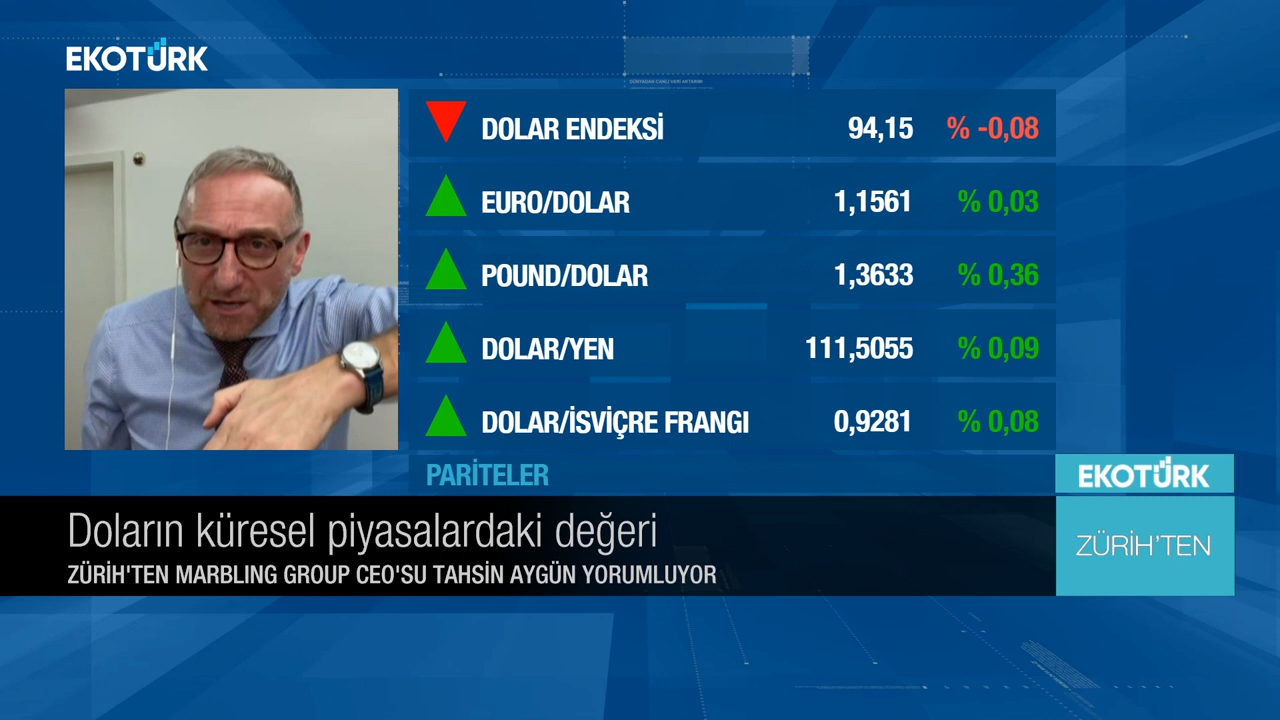 EKOTÜRK
DOLAR ENDEKSİ 94,15 % -0,08
EURO/DOLAR 1,1561 % 0,03
POUND/DOLAR 1,3633 % 0,36
DOLAR/YEN 111,5055 % 0,09
DOLAR/İSVİÇRE FRANGI 0,9281 % 0,08
PARİTELER
EKOTÜRK
Doların küresel piyasalardaki değeri
ZÜRİH'TEN MARBLING GROUP CEO'SU TAHSİN AYGÜN YORUMLUYOR
ZÜRİH'TEN